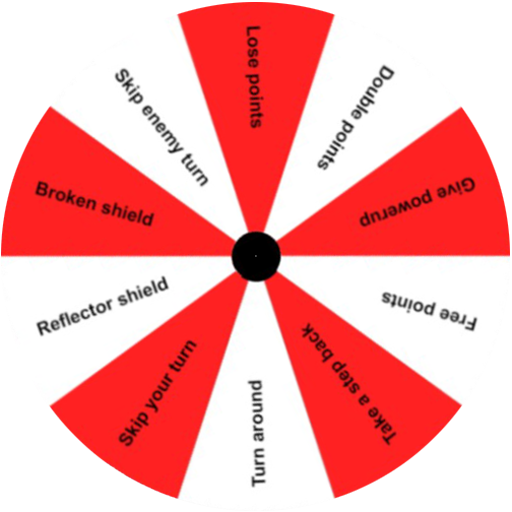 Lose points
Double points
Give powerup
Free points
Take a step back
Turn around
Skip your turn
Reflector shield
Broken shield
Skip enemy turn